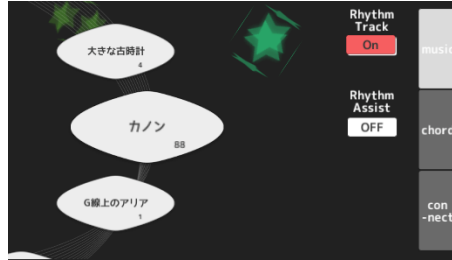 大きな古時計
4
カノン
88
G線上のアリア
1
Rhythm
Track
On
Rhythm
Assist
OFF
music
chord
con
-nect